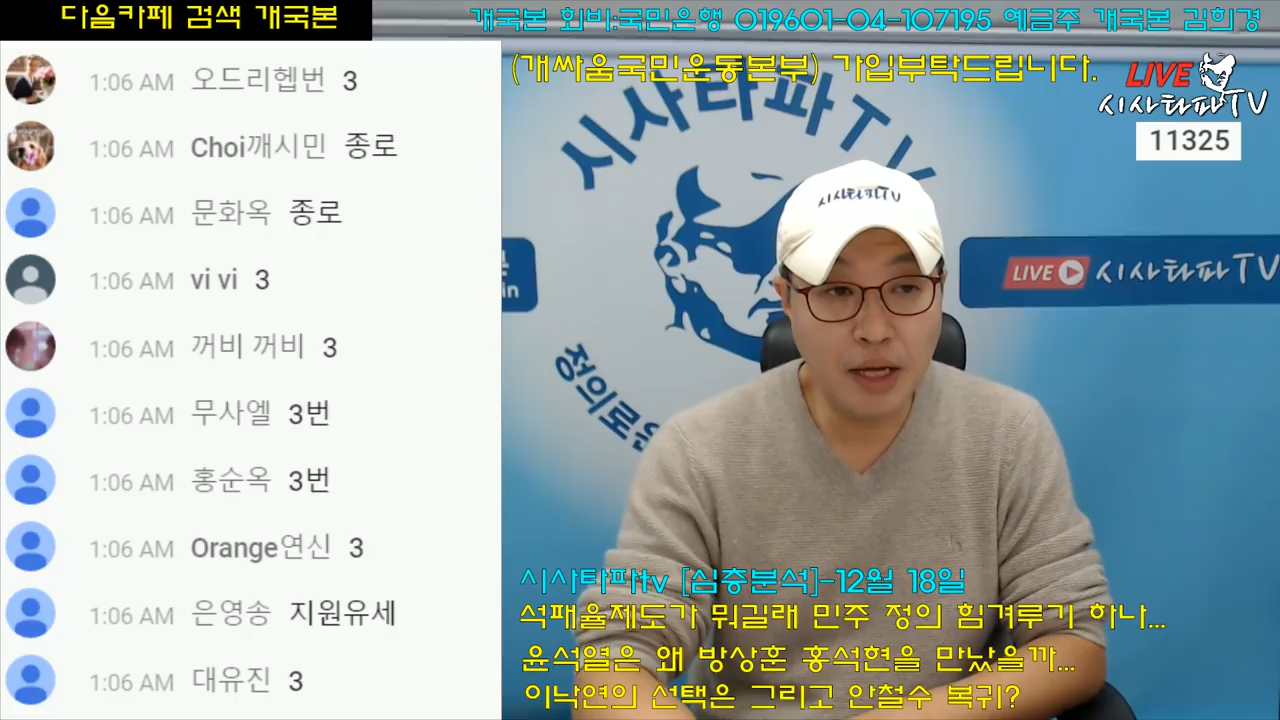 다음카페 검색 개국본
개국본 회비:국민은행 019601-04-107195 예금주 개국본 김희경
(개싸움국민운동본부) 가입부탁드립니다.
LIVE
시사타파TV
11325
1:06 AM 오드리헵번 3
1:06 AM Choi깨시민 종로
1:06 AM 문화옥 종로
1:06 AM vi vi 3
1:06 AM 꺼비 꺼비 3
1:06 AM 무사엘 3번
1:06 AM 홍순옥 3번
1:06 AM Orange연신 3
1:06 AM 은영송 지원유세
1:06 AM 대유진 3
시사타파TV
시사타파TV
LIVE 시사타파TV
정의로운
시사타파tv [심층분석]-12월 18일
석패율제도가 뭐길래 민주 정의 힘겨루기 하나...
윤석열은 왜 방상훈 홍석현을 만났을까...
이낙연의 선택은 그리고 안철수 복귀?